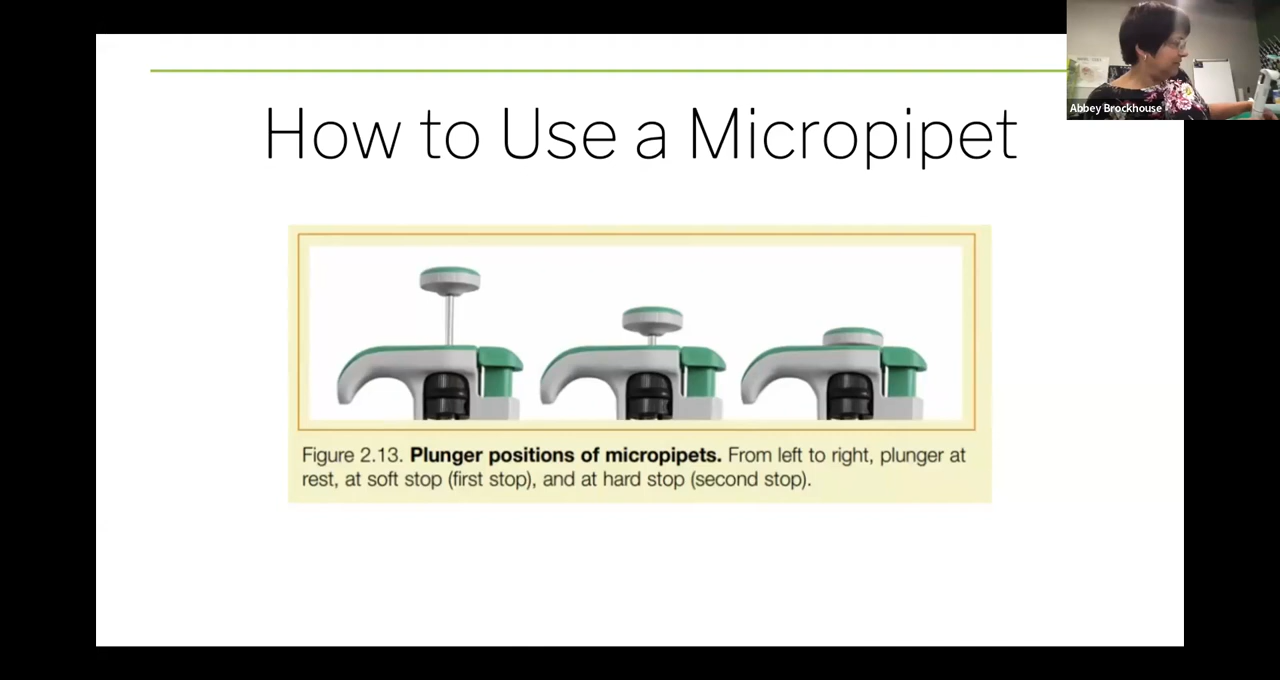 How to Use a Micropipet
Abbey Brockhouse
Figure 2.13. Plunger positions of micropipets. From left to right, plunger at
rest, at soft stop (first stop), and at hard stop (second stop).